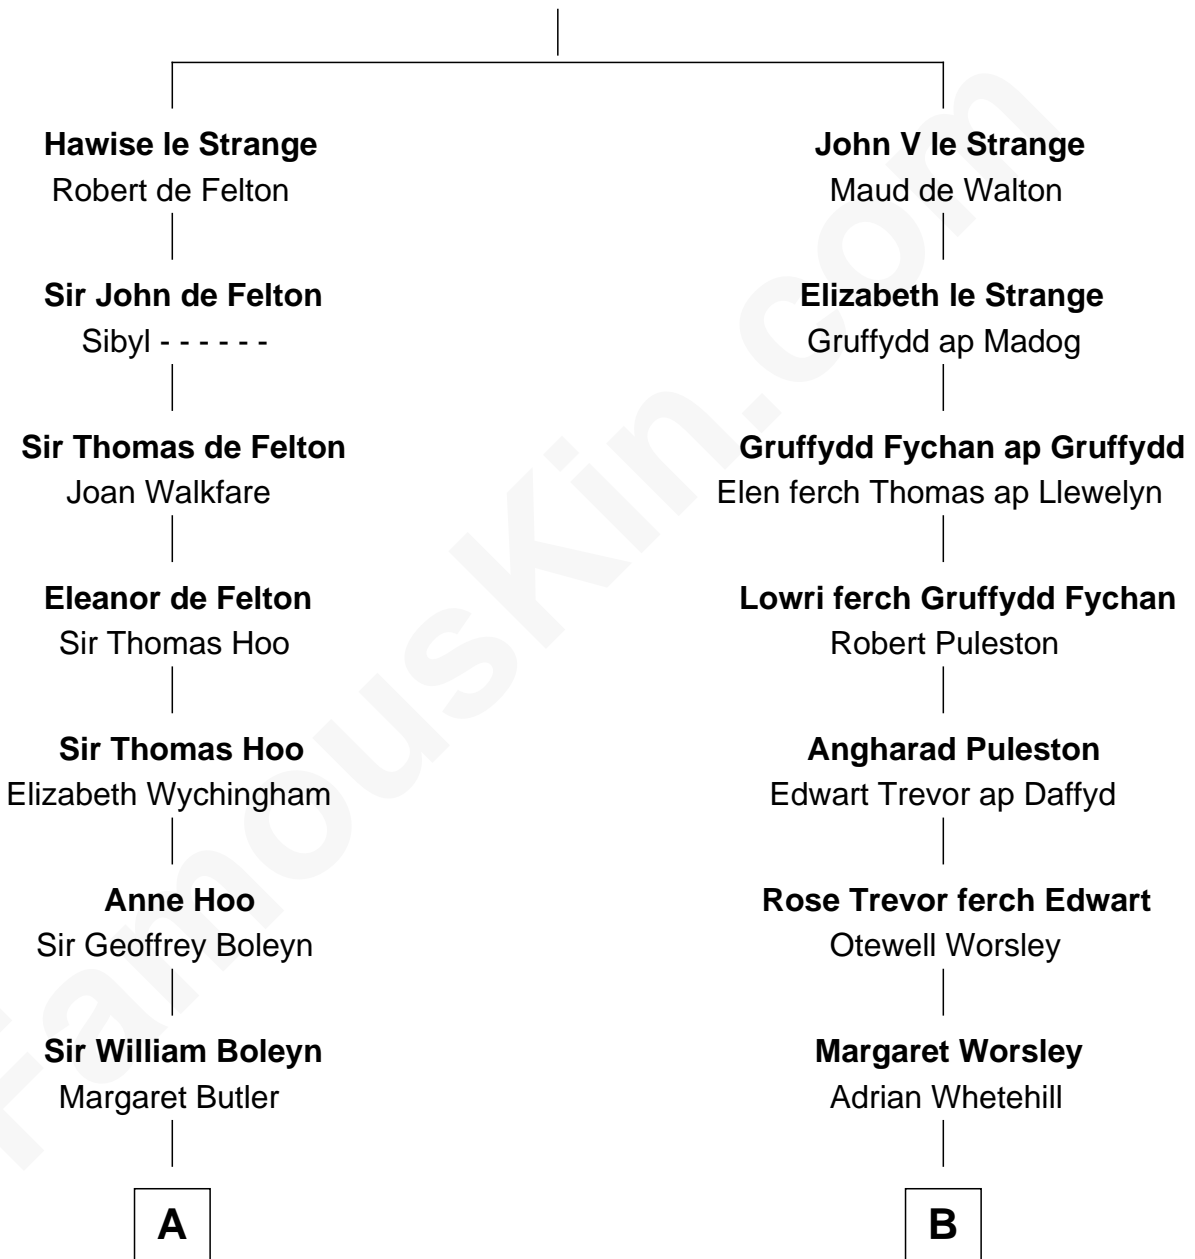 Hawise le Strange
Robert de Felton
Sir John de Felton
Sibyl - - - - - -
Sir Thomas de Felton
Joan Walkfare
Eleanor de Felton
Sir Thomas Hoo
Sir Thomas Hoo
Elizabeth Wychingham
Anne Hoo
Sir Geoffrey Boleyn
Sir William Boleyn
Margaret Butler
A
John V le Strange
Maud de Walton
Elizabeth le Strange
Gruffydd ap Madog
Gruffydd Fychan ap Gruffydd
Elen ferch Thomas ap Llewelyn
Lowri ferch Gruffydd Fychan
Robert Puleston
Angharad Puleston
Edwart Trevor ap Daffyd
Rose Trevor ferch Edwart
Otewell Worsley
Margaret Worsley
Adrian Whetehill
B
FamousKin.com